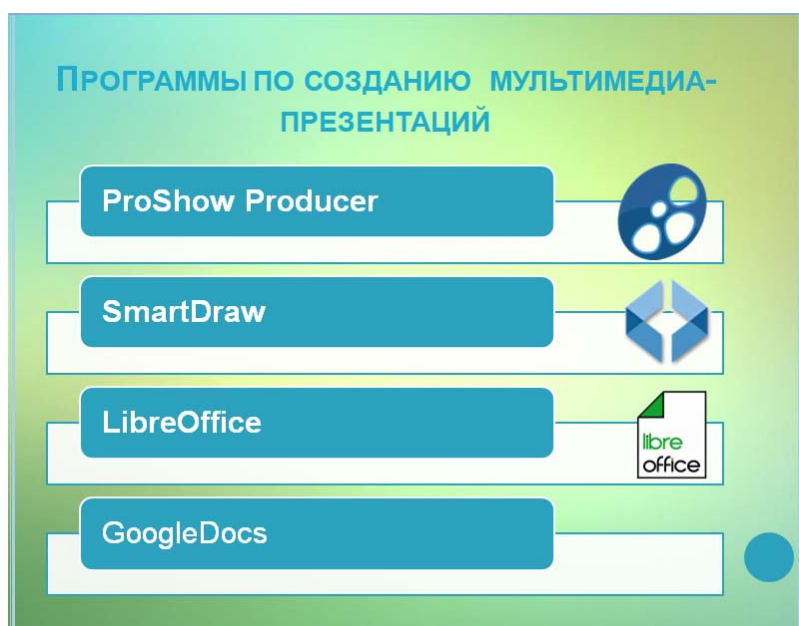 ПРОГРАММЫ ПО СОЗДАНИЮ МУЛЬТИМЕДИА-
ПРЕЗЕНТАЦИЙ
ProShow Producer
SmartDraw
LibreOffice
libre
office
GoogleDocs